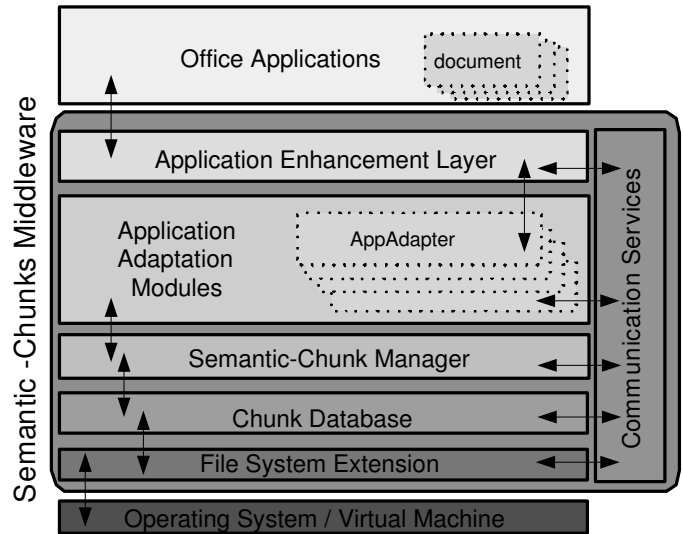 Office Applications
document
Semantic -Chunks Middleware
Application Enhancement Layer
Application
Adaptation
Modules
AppAdapter
Semantic-Chunk Manager
Chunk Database
File System Extension
Communication Services
Operating System / Virtual Machine